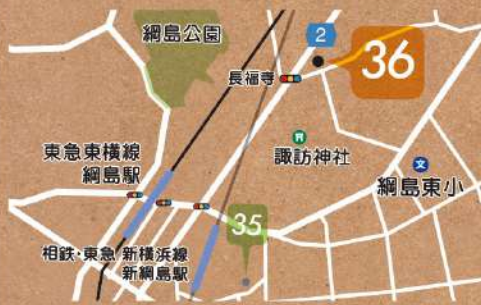 綱島公園
2
36
長福寺
諏訪神社
東急東横線
綱島駅
文
綱島東小
35
相鉄・東急 新横浜線
新綱島駅